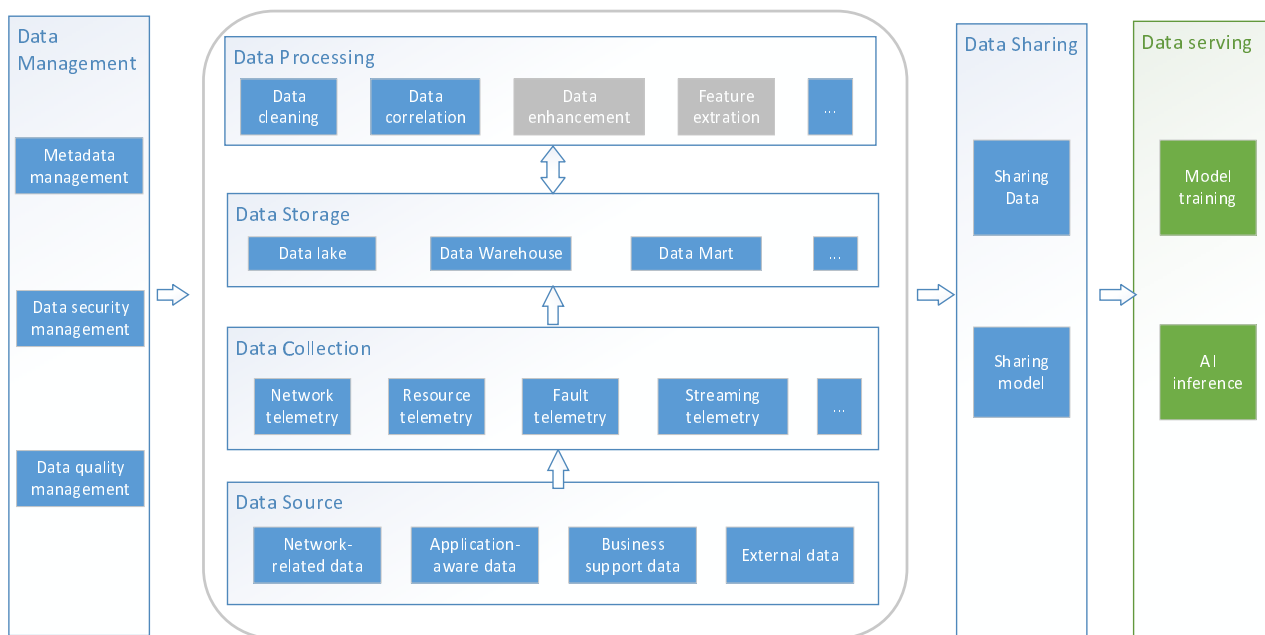 Data
Management
Metadata
management
Data security
management
Data quality
management
Data Processing
Data
cleaning
Data
correlation
Data
enhancement
Feature
extration
...
Data Storage
Data lake
Data Warehouse
Data Mart
...
Data Collection
Network
telemetry
Resource
telemetry
Fault
telemetry
Streaming
telemetry
...
Data Source
Network-
related data
Application-
aware data
Business
support data
External data
Data Sharing
Sharing
Data
Sharing
model
Data serving
Model
training
AI
inference